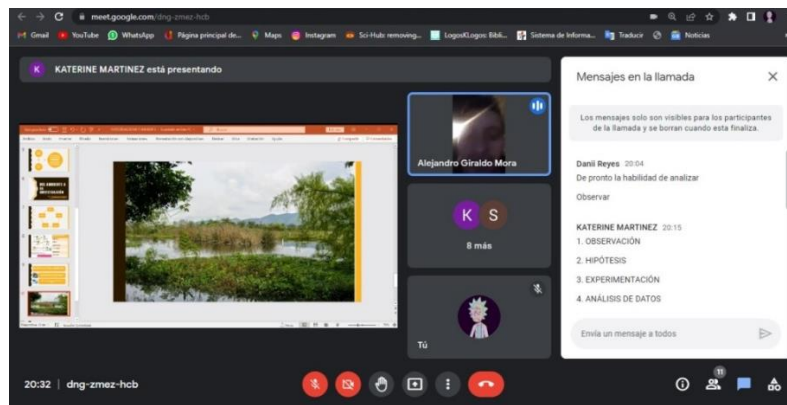 meet.google.com/dng-zmez-hcb
Gmail YouTube WhatsApp Página principal de... Maps Instagram Sci-Hub: removing... LogosKLogos: Bibli... Sistema de Informa... Traducir Noticias
K KATERINE MARTINEZ está presentando
Alejandro Giraldo Mora
K S
8 más
Tú
Mensajes en la llamada
Los mensajes solo son visibles para los participantes
de la llamada y se borran cuando esta finaliza.
Danii Reyes 20:04
De pronto la habilidad de analizar
Observar
KATERINE MARTINEZ 20:15
1. OBSERVACIÓN
2. HIPÓTESIS
3. EXPERIMENTACIÓN
4. ANÁLISIS DE DATOS
Envía un mensaje a todos
20:32 | dng-zmez-hcb
11